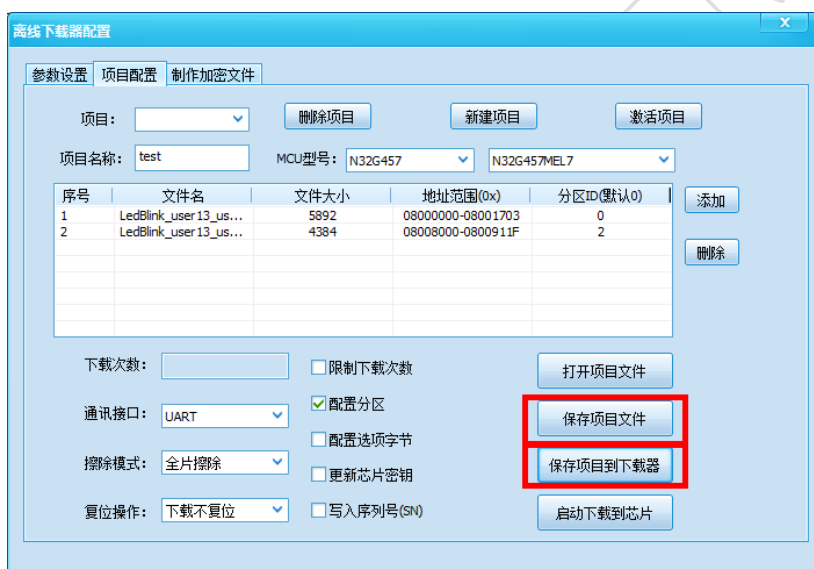 离线下载器配置 x
参数设置 项目配置 制作加密文件
项目： 删除项目 新建项目 激活项目
项目名称： test MCU型号： N32G457 N32G457MEL7
序号 文件名 文件大小 地址范围(0x) 分区ID(默认0) 添加
1 LedBlink_user13_us... 5892 08000000-08001703 0
2 LedBlink_user13_us... 4384 08008000-0800911F 2
删除
下载次数： 限制下载次数 打开项目文件
通讯接口： UART 配置分区 保存项目文件
配置选项字节
擦除模式： 全片擦除 更新芯片密钥 保存项目到下载器
复位操作： 下载不复位 写入序列号(SN) 启动下载到芯片